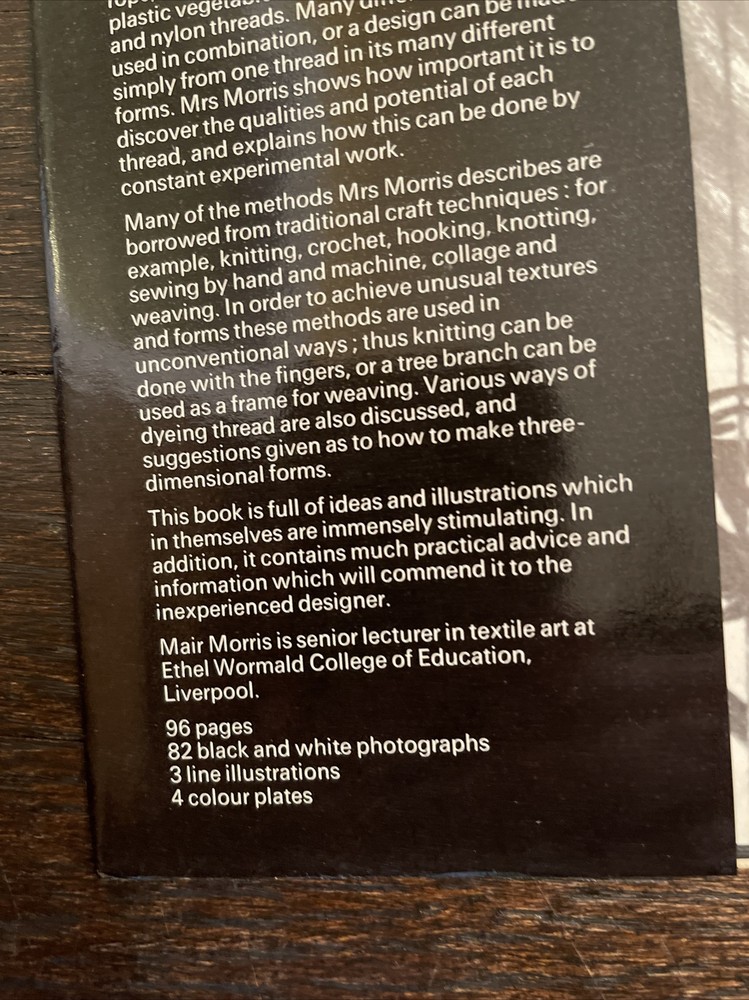 plastic
and nylon threads. Many
used in combination, or a design can be
simply from one thread in its many different
forms. Mrs Morris shows how important it is to
discover the qualities and potential of each
thread, and explains how this can be done by
constant experimental work.
Many of the methods Mrs Morris describes are
borrowed from traditional craft techniques : for
example, knitting, crochet, hooking, knotting,
sewing by hand and machine, collage and
weaving. In order to achieve unusual textures
and forms these methods are used in
unconventional ways ; thus knitting can be
done with the fingers, or a tree branch can be
used as a frame for weaving. Various ways of
dyeing thread are also discussed, and
suggestions given as to how to make three-
dimensional forms.
This book is full of ideas and illustrations which
in themselves are immensely stimulating. In
addition, it contains much practical advice and
information which will commend it to the
inexperienced designer.
Mair Morris is senior lecturer in textile art at
Ethel Wormald College of Education,
Liverpool.
96 pages
82 black and white photographs
3 line illustrations
4 colour plates